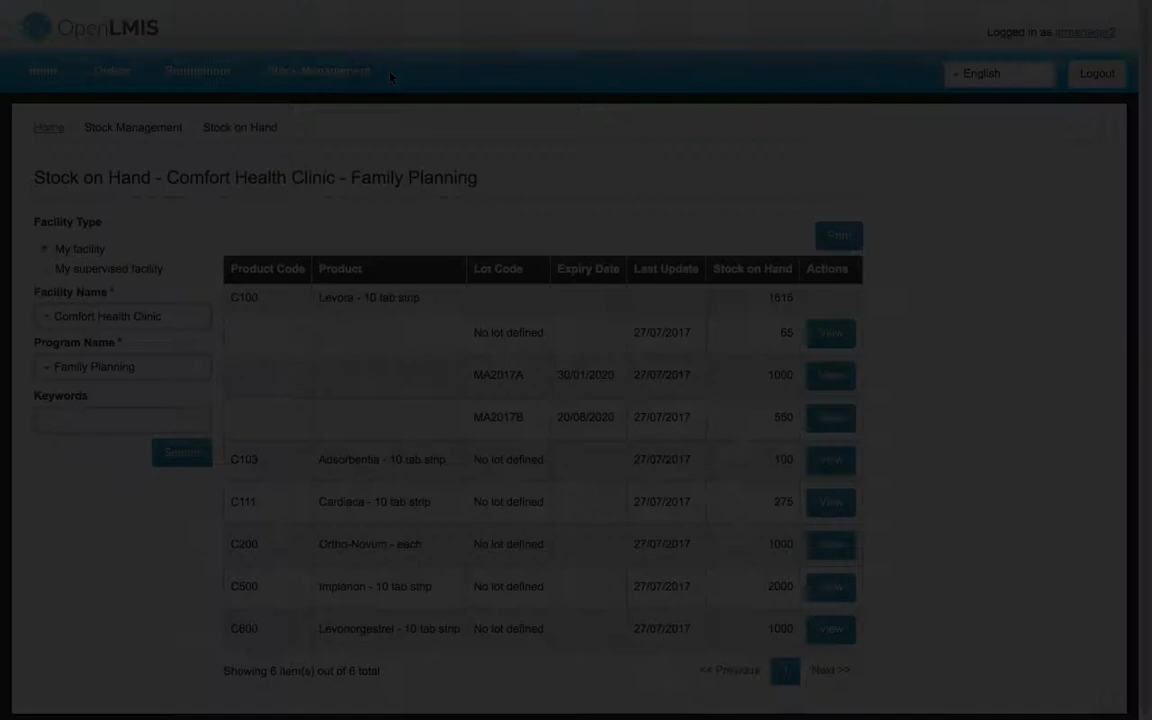 OpenLMIS
Logged in as
Home Orders Requisitions Stock Management
English
Logout
Home Stock Management Stock on Hand
Stock on Hand - Comfort Health Clinic - Family Planning
Facility Type
My facility
My supervised facility
Facility Name *
Comfort Health Clinic
Program Name *
Family Planning
Keywords
Search
Print
Product Code Product Lot Code Expiry Date Last Update Stock on Hand Actions
C100 Levora - 10 tab strip 1615
No lot defined 27/07/2017 65 View
MA2017A 30/01/2020 27/07/2017 1000 View
MA2017B 20/08/2020 27/07/2017 550 View
C103 Adsorbentia - 10 tab strip No lot defined 27/07/2017 100 View
C111 Cardiaca - 10 tab strip No lot defined 27/07/2017 275 View
C200 Ortho-Novum - each No lot defined 27/07/2017 1000 View
C500 Implanon - 10 tab strip No lot defined 27/07/2017 2000 View
C600 Levonorgestrel - 10 tab strip No lot defined 27/07/2017 1000 View
Showing 6 item(s) out of 6 total
<< Previous 1 Next >>